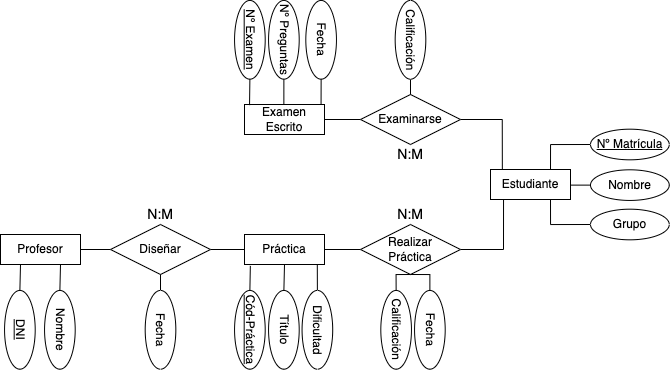 Nº Examen
Nº Preguntas
Fecha
Calificación
Examen
Escrito
Examinarse
N:M
Nº Matrícula
Estudiante
Nombre
Grupo
N:M
N:M
Profesor
Diseñar
Práctica
Realizar
Práctica
DNI
Nombre
Fecha
Cód-Práctica
Título
Dificultad
Calificación
Fecha